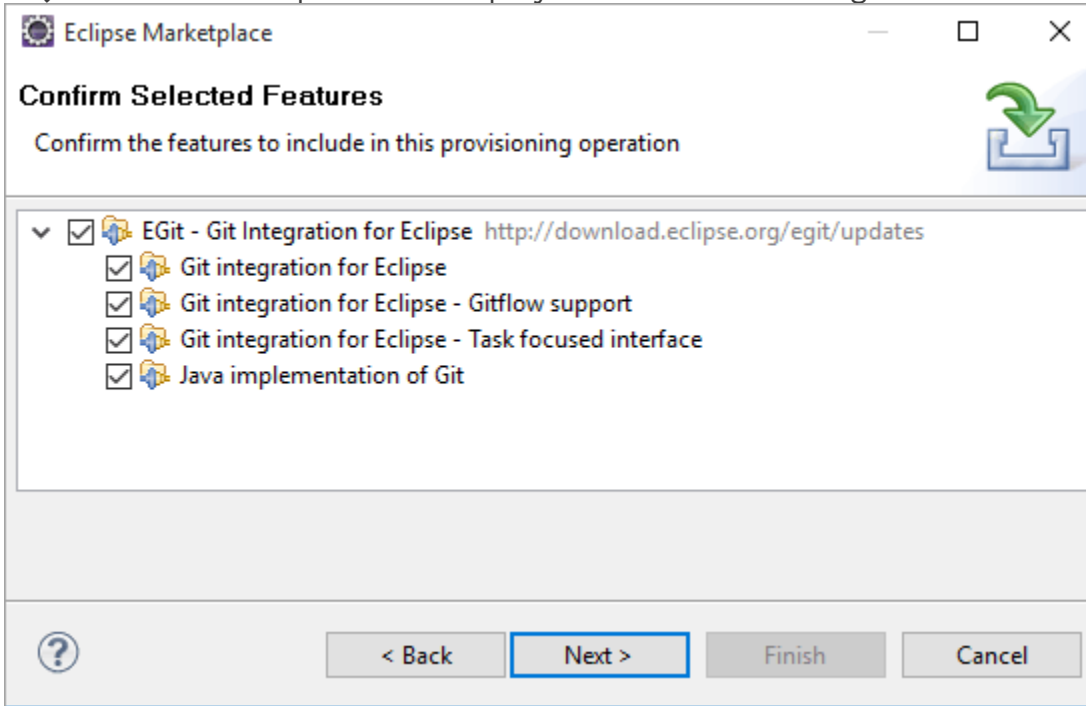 Eclipse Marketplace
Confirm Selected Features
Confirm the features to include in this provisioning operation
EGit - Git Integration for Eclipse http://download.eclipse.org/egit/updates
Git integration for Eclipse
Git integration for Eclipse - Gitflow support
Git integration for Eclipse - Task focused interface
Java implementation of Git
? < Back Next > Finish Cancel